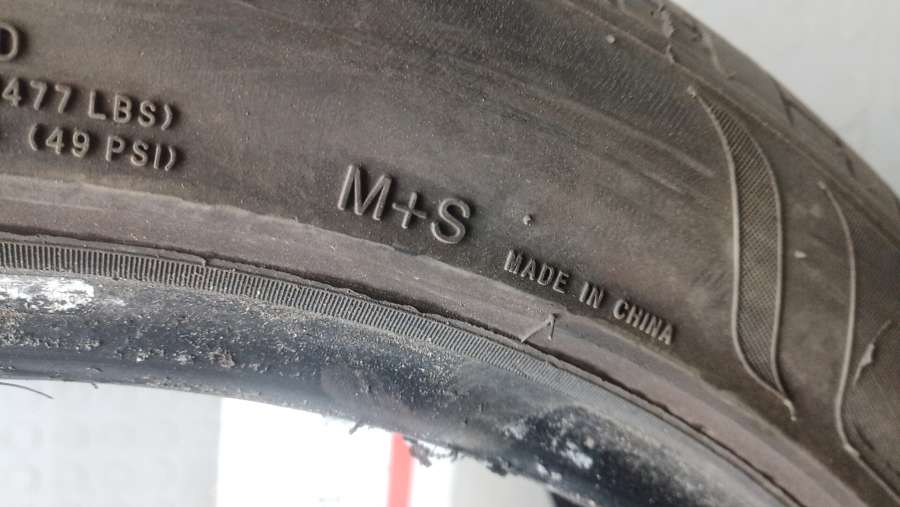 477 LBS)
(49 PSI)
M+S
MADE IN CHINA